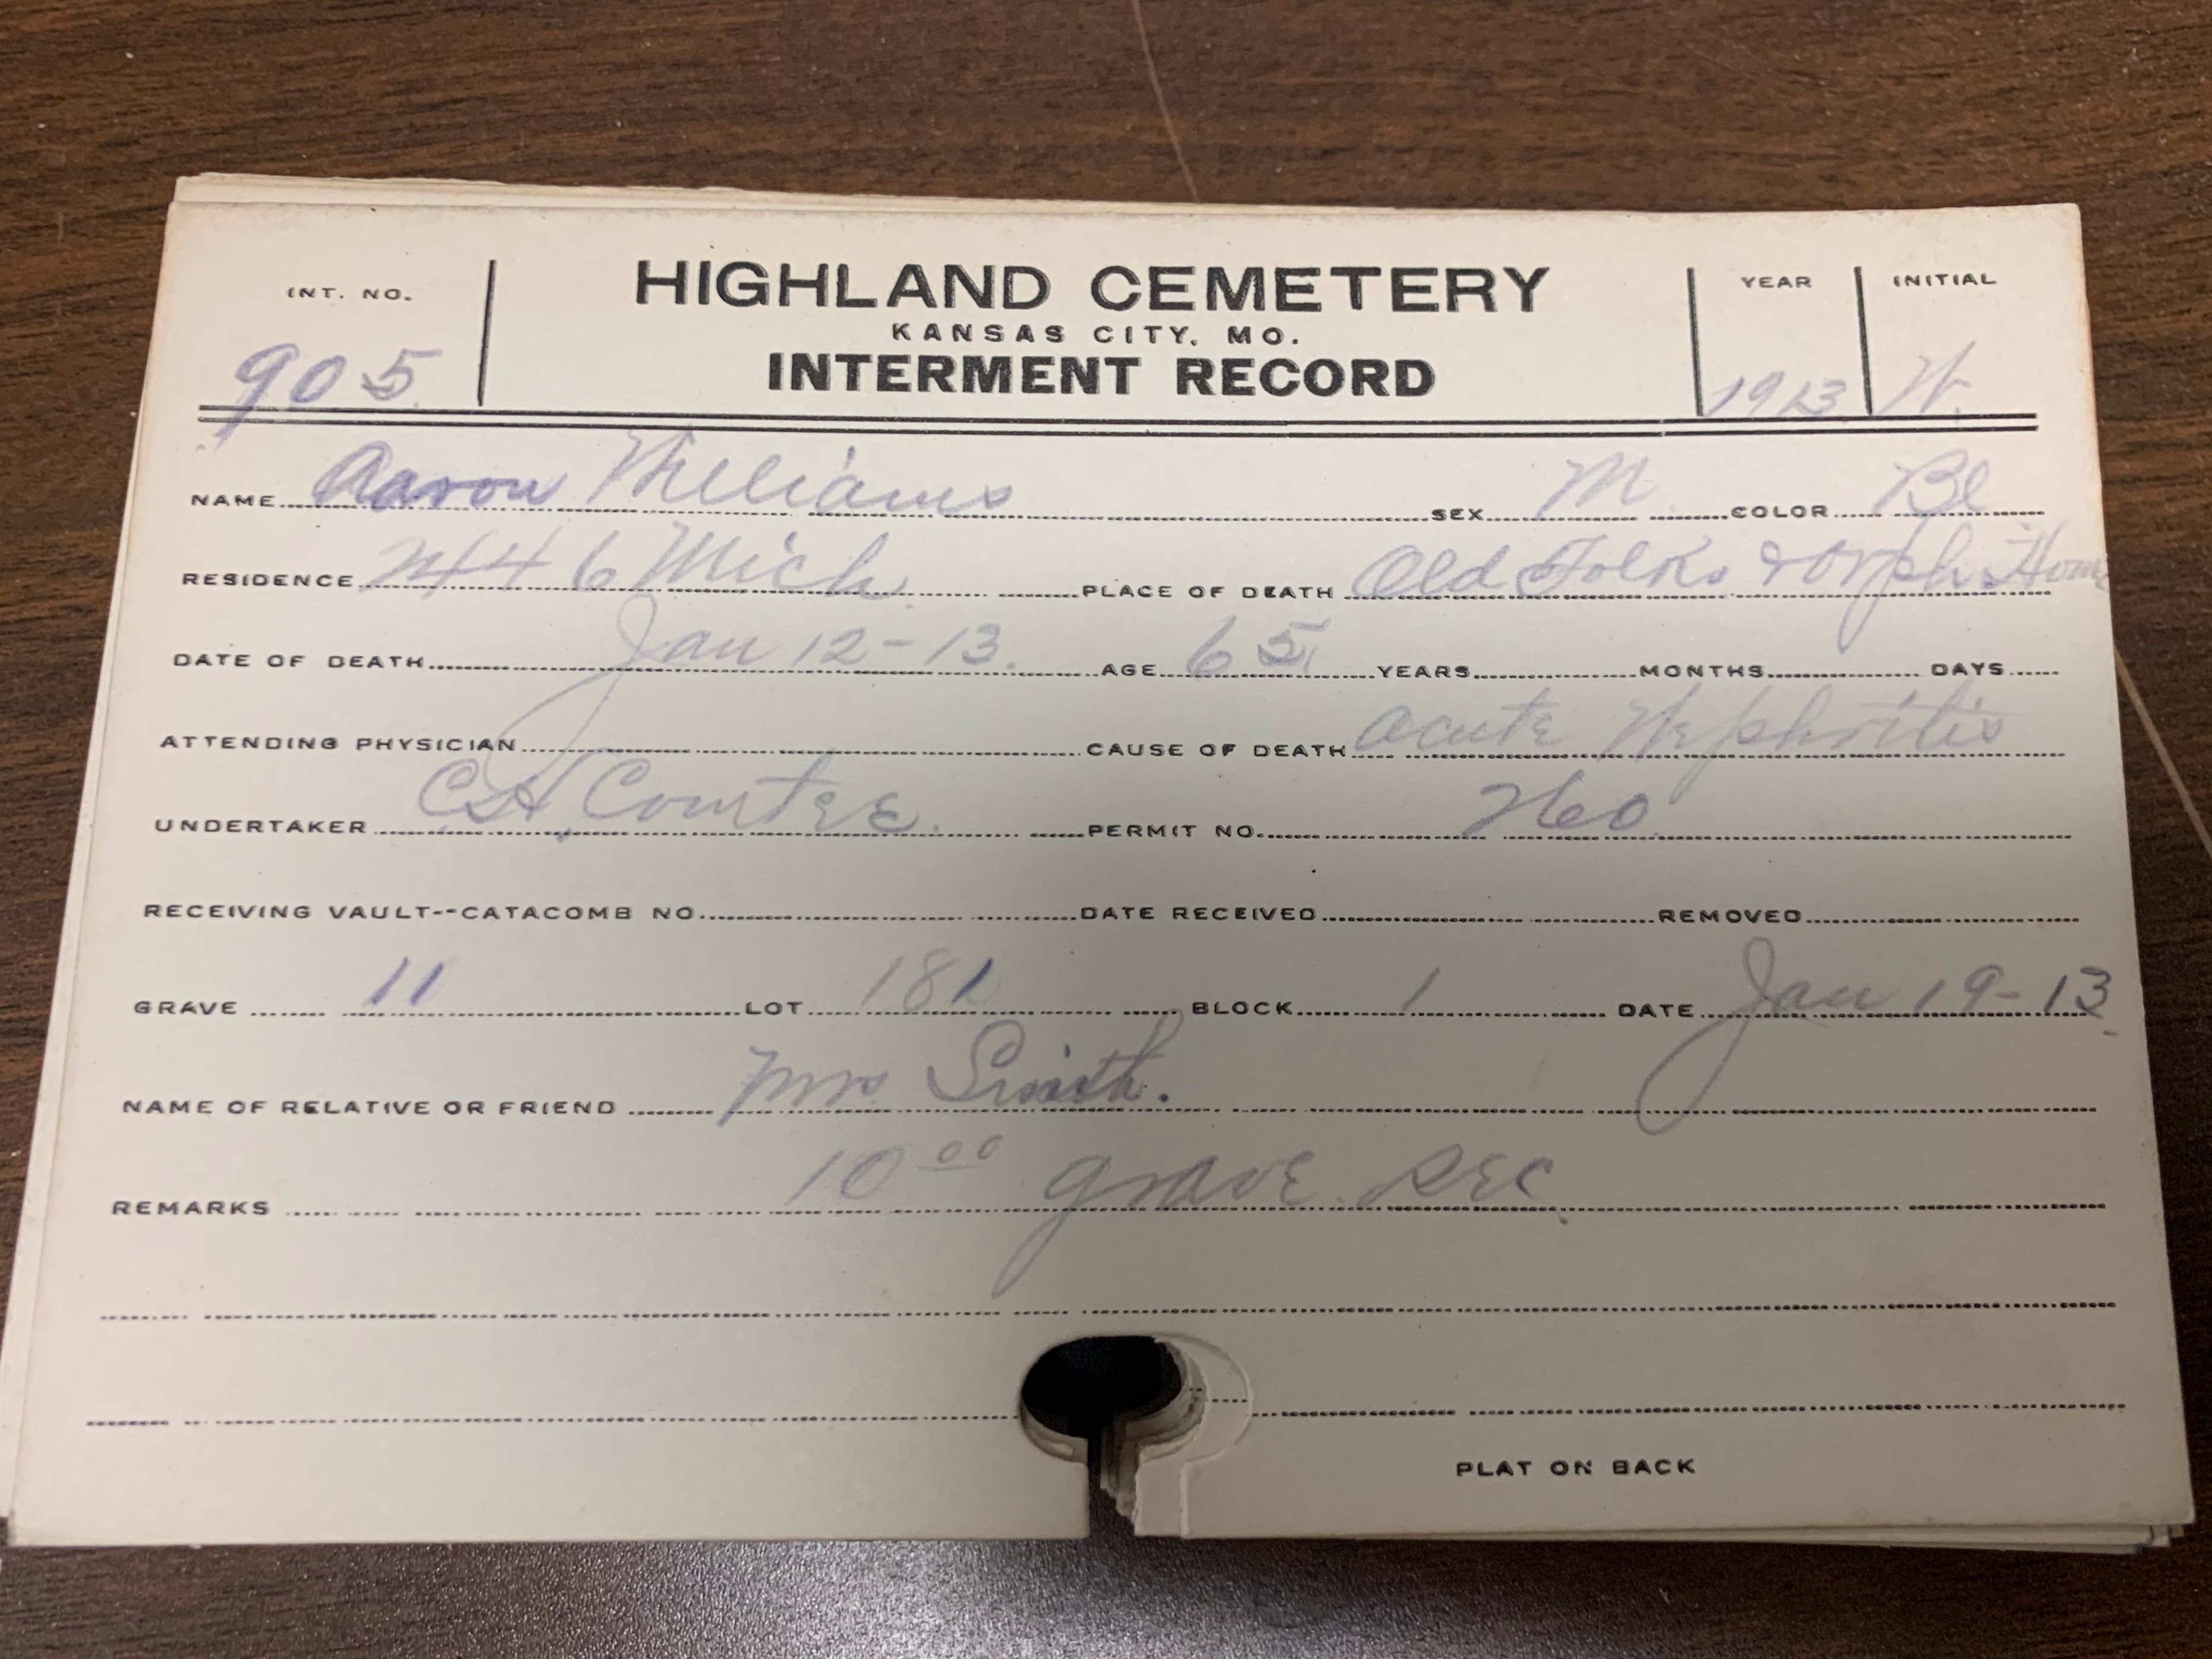 INT. NO. HIGHLAND CEMETERY YEAR INITIAL
KANSAS CITY, MO.
905 INTERMENT RECORD 1913 W.
NAME Aaron Williams SEX M. COLOR Bl
RESIDENCE 2446 Mich. PLACE OF DEATH Old Folks & Orph. Home
DATE OF DEATH Jan 12-13. AGE 65 YEARS MONTHS DAYS
ATTENDING PHYSICIAN CAUSE OF DEATH acute Nephritis
UNDERTAKER C.H. Countee. PERMIT NO. 260
RECEIVING VAULT--CATACOMB NO. DATE RECEIVED REMOVED
GRAVE 11 LOT 181 BLOCK 1 DATE Jan 19-13
NAME OF RELATIVE OR FRIEND Mrs Smith.
REMARKS 10 00 grave REC
PLAT ON BACK